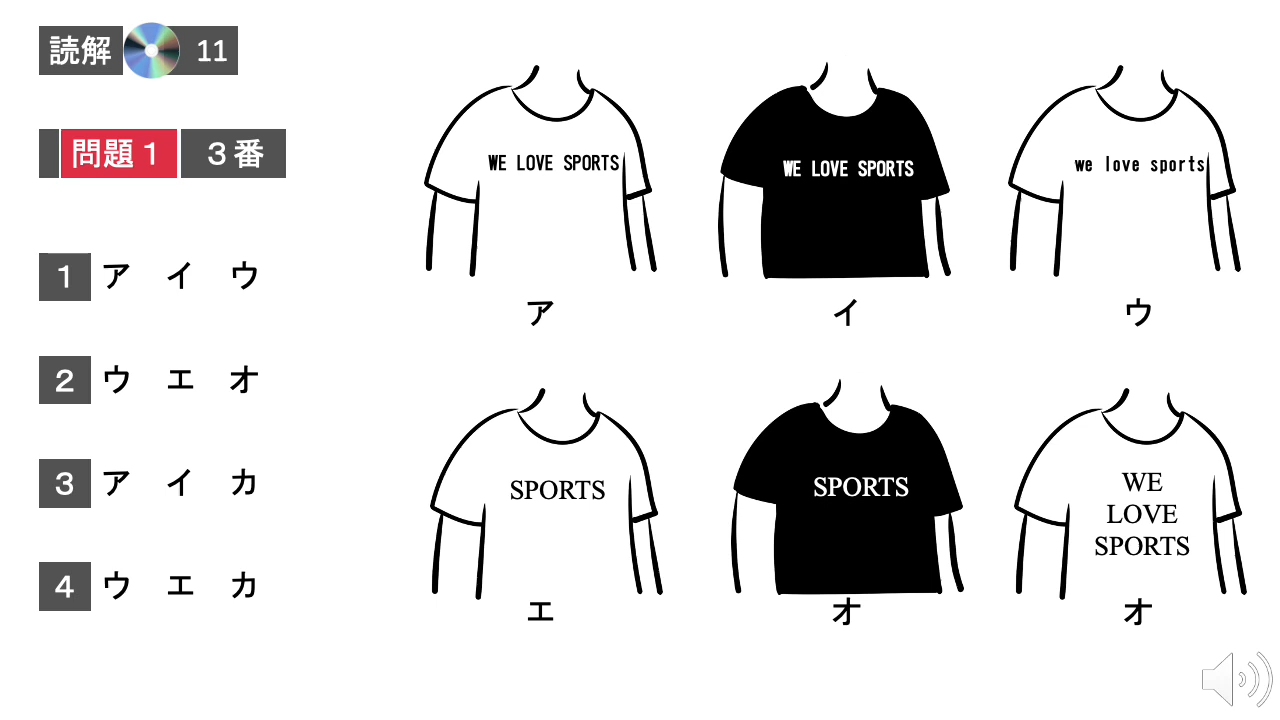 読解 11
問題1 3番
1 ア イ ウ
2 ウ エ オ
3 ア イ カ
4 ウ エ カ
WE LOVE SPORTS
ア
WE LOVE SPORTS
イ
we love sports
ウ
SPORTS
エ
SPORTS
オ
WE
LOVE
SPORTS
オ